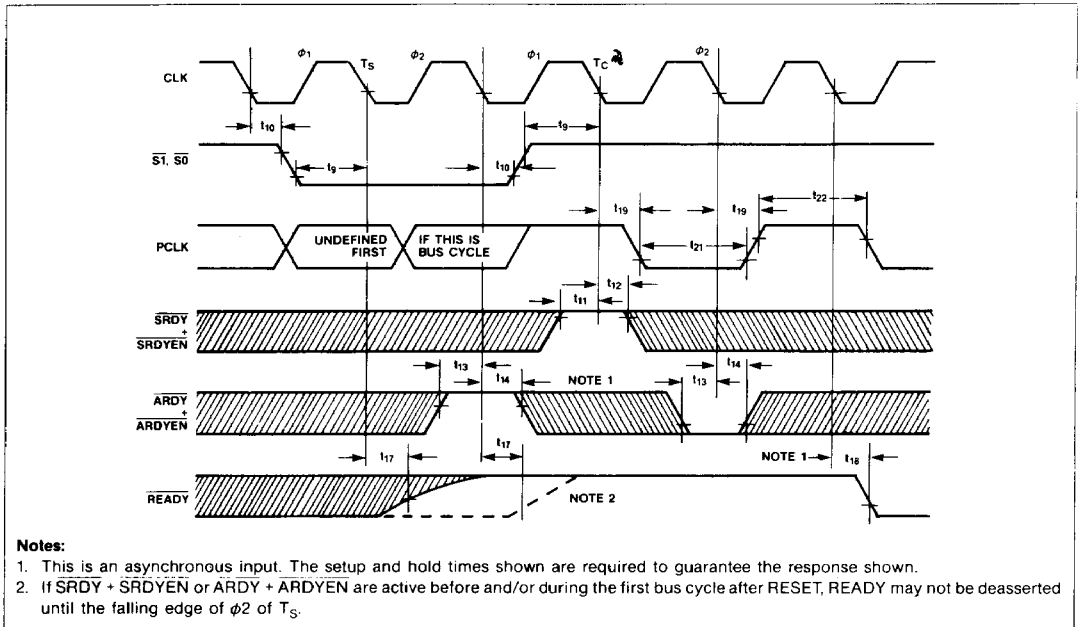 φ1 TS φ2 φ1 TC φ2
CLK
t10 t9
S1, S0
t9 t10
t19 t19 t22
PCLK
UNDEFINED FIRST
IF THIS IS BUS CYCLE
t21
t11 t12
SRDY
+
SRDYEN
t13 t14 NOTE 1 t13 t14
ARDY
+
ARDYEN
t17 t17 NOTE 1 t18
READY
NOTE 2
Notes:
1. This is an asynchronous input. The setup and hold times shown are required to guarantee the response shown.
2. If SRDY + SRDYEN or ARDY + ARDYEN are active before and/or during the first bus cycle after RESET, READY may not be deasserted
until the falling edge of φ2 of TS.